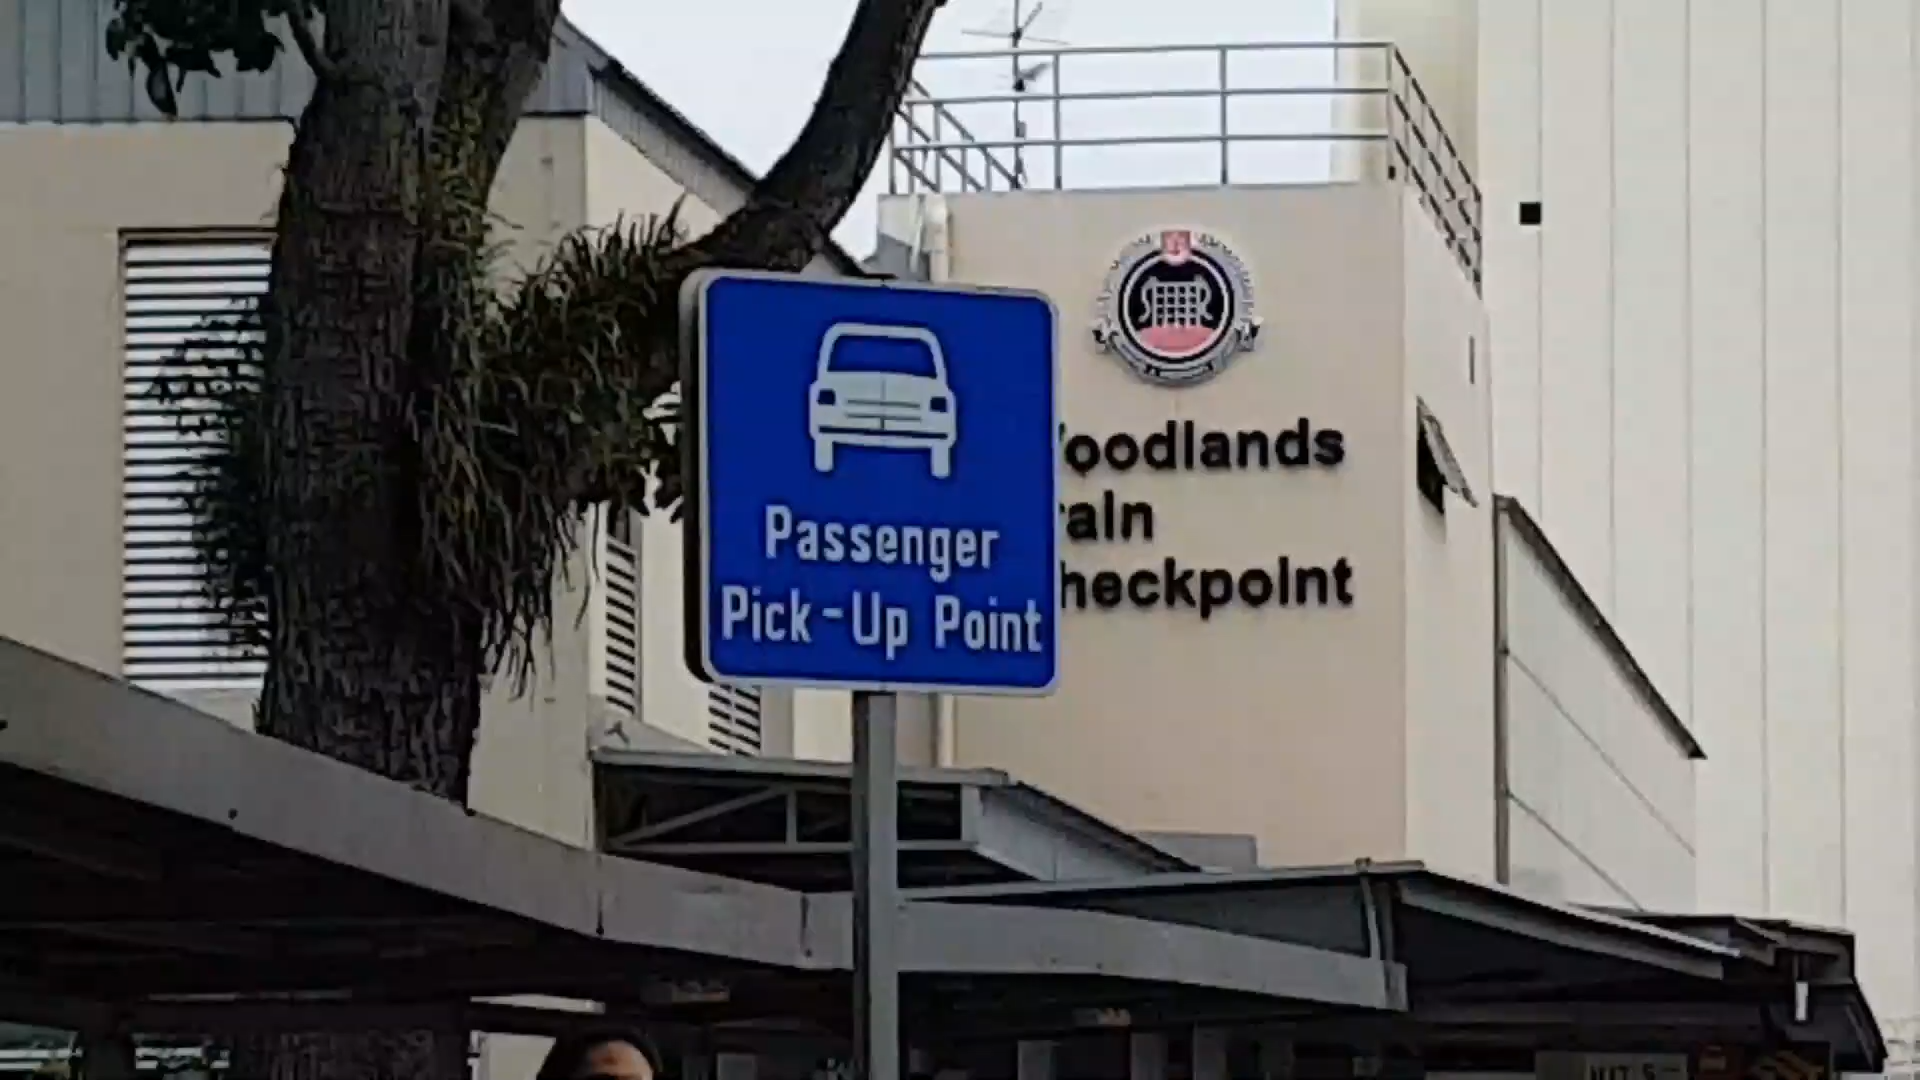 Passenger
Pick-Up Point
oodlands
rain
heckpoint